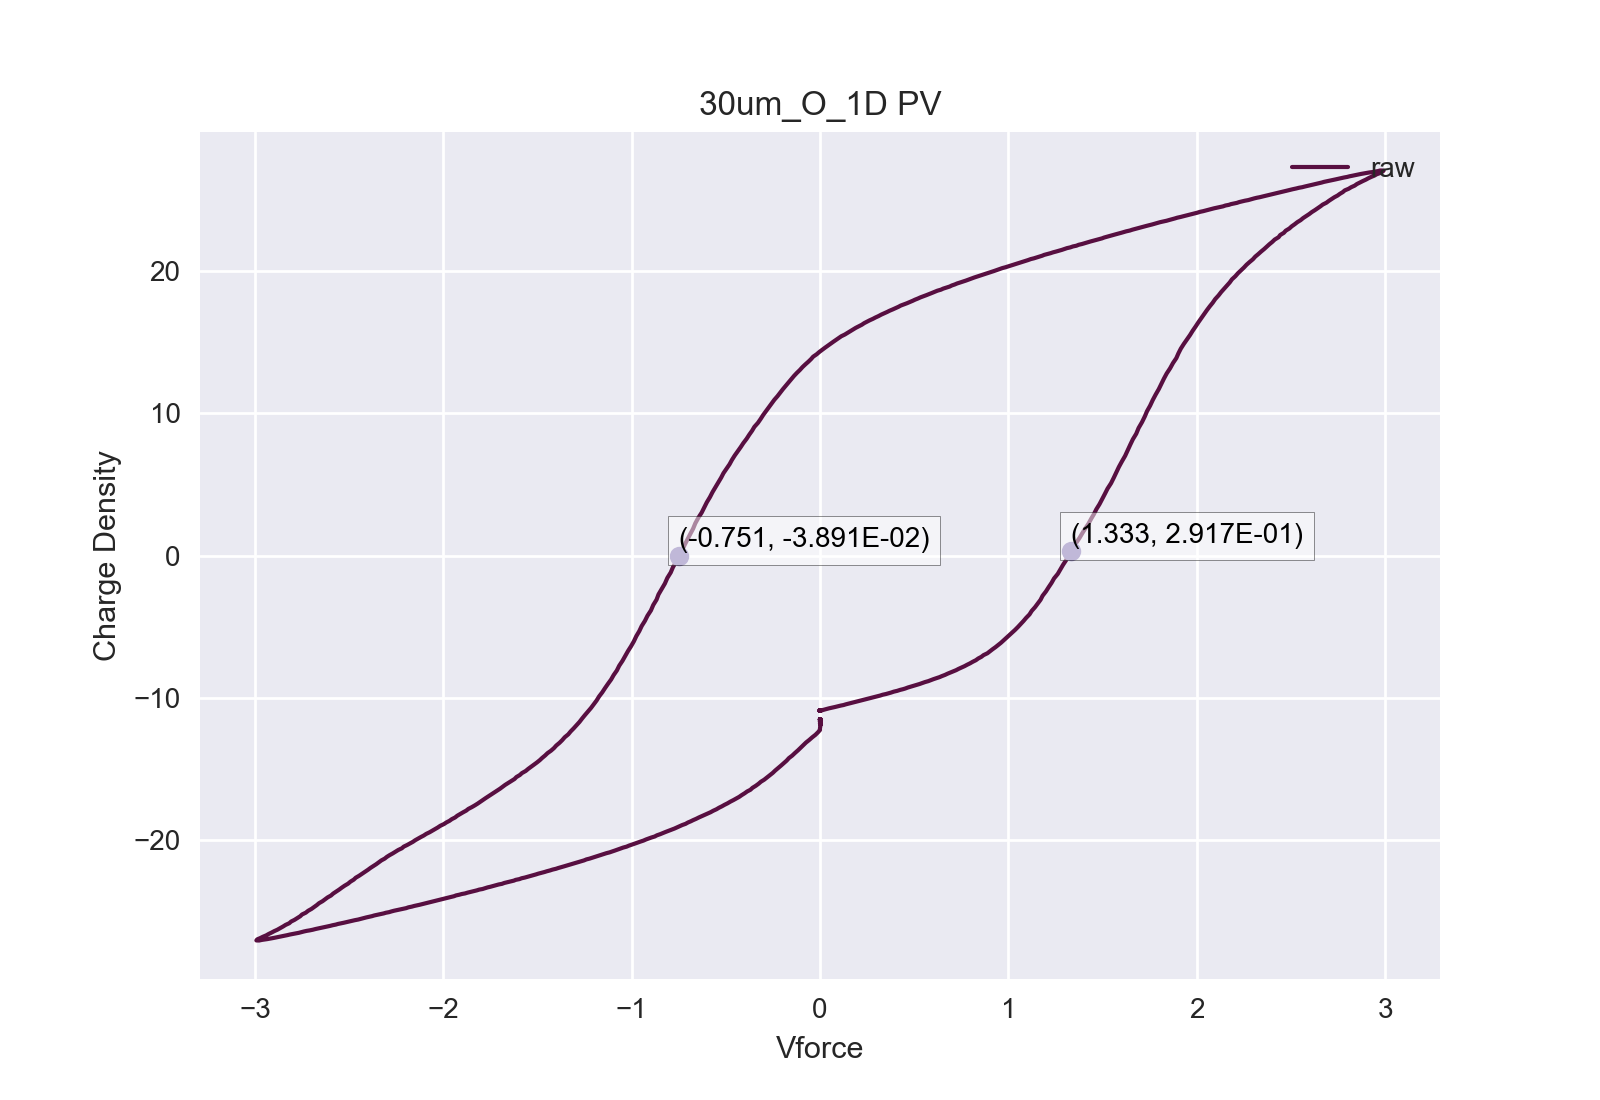 30um_O_1D PV
raw
20
10
0
−10
−20
Charge Density
(-0.751, -3.891E-02)
(1.333, 2.917E-01)
−3
−2
−1
0
1
2
3
Vforce